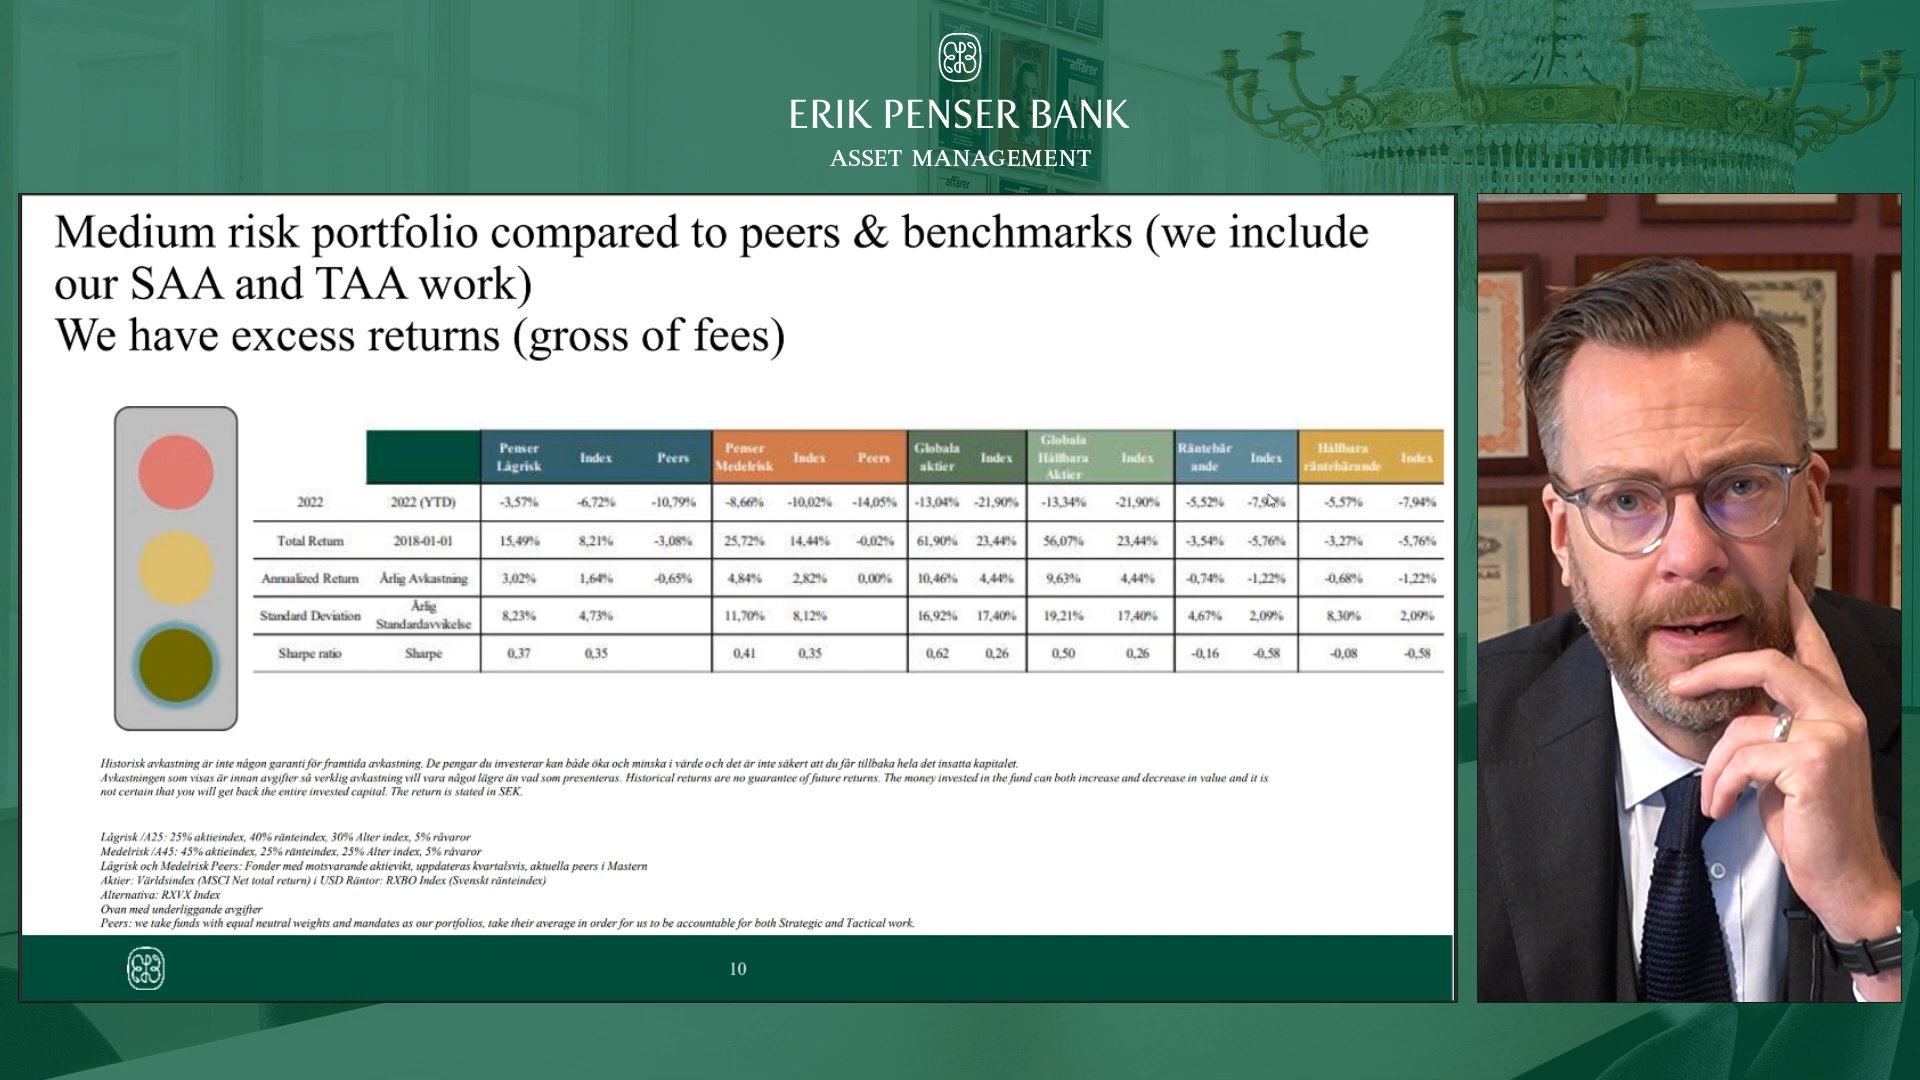 affärer
affärer
affärer
ERIK PENSER BANK
ASSET MANAGEMENT
Medium risk portfolio compared to peers & benchmarks (we include
our SAA and TAA work)
We have excess returns (gross of fees)
Penser Lågrisk Index Peers Penser Medelrisk Index Peers Globala aktier Index Globala Hållbara Aktier Index Räntebär ande Index Hållbara räntebärande Index
2022 2022 (YTD) -3,57% -6,72% -10,79% -8,66% -10,02% -14,05% -13,04% -21,90% -13,34% -21,90% -5,52% -5,57% -7,94%
Total Return 2018-01-01 15,49% 8,21% -3,08% 25,72% 14,44% -0,02% 61,90% 23,44% 56,07% 23,44% -3,54% -5,76% -3,27% -5,76%
Annualized Return Årlig Avkastning 3,02% 1,64% -0,65% 4,84% 2,82% 0,00% 10,46% 4,44% 9,63% 4,44% -0,74% -1,22% -0,68% -1,22%
Standard Deviation Årlig Standardavvikelse 8,23% 4,73% 11,70% 8,12% 16,92% 17,40% 19,21% 17,40% 4,67% 2,09% 8,30% 2,09%
Sharpe ratio Sharpe 0,37 0,35 0,41 0,35 0,62 0,26 0,50 0,26 -0,16 -0,58 -0,08 -0,58
Historisk avkastning är inte någon garanti för framtida avkastning. De pengar du investerar kan både öka och minska i värde och det är inte säkert att du får tillbaka hela det insatta kapitalet.
Avkastningen som visas är innan avgifter så verklig avkastning vill vara något lägre än vad som presenteras. Historical returns are no guarantee of future returns. The money invested in the fund can both increase and decrease in value and it is
not certain that you will get back the entire invested capital. The return is stated in SEK.
Lågrisk /A25: 25% aktieindex, 40% ränteindex, 30% Alter index, 5% råvaror
Medelrisk /A45: 45% aktieindex, 25% ränteindex, 25% Alter index, 5% råvaror
Lågrisk och Medelrisk Peers: Fonder med motsvarande aktievikt, uppdateras kvartalsvis, aktuella peers i Mastern
Aktier: Världsindex (MSCI Net total return) i USD Räntor: RXBO Index (Svenskt ränteindex)
Alternativa: RXVX Index
Ovan med underliggande avgifter
Peers: we take funds with equal neutral weights and mandates as our portfolios, take their average in order for us to be accountable for both Strategic and Tactical work.
10